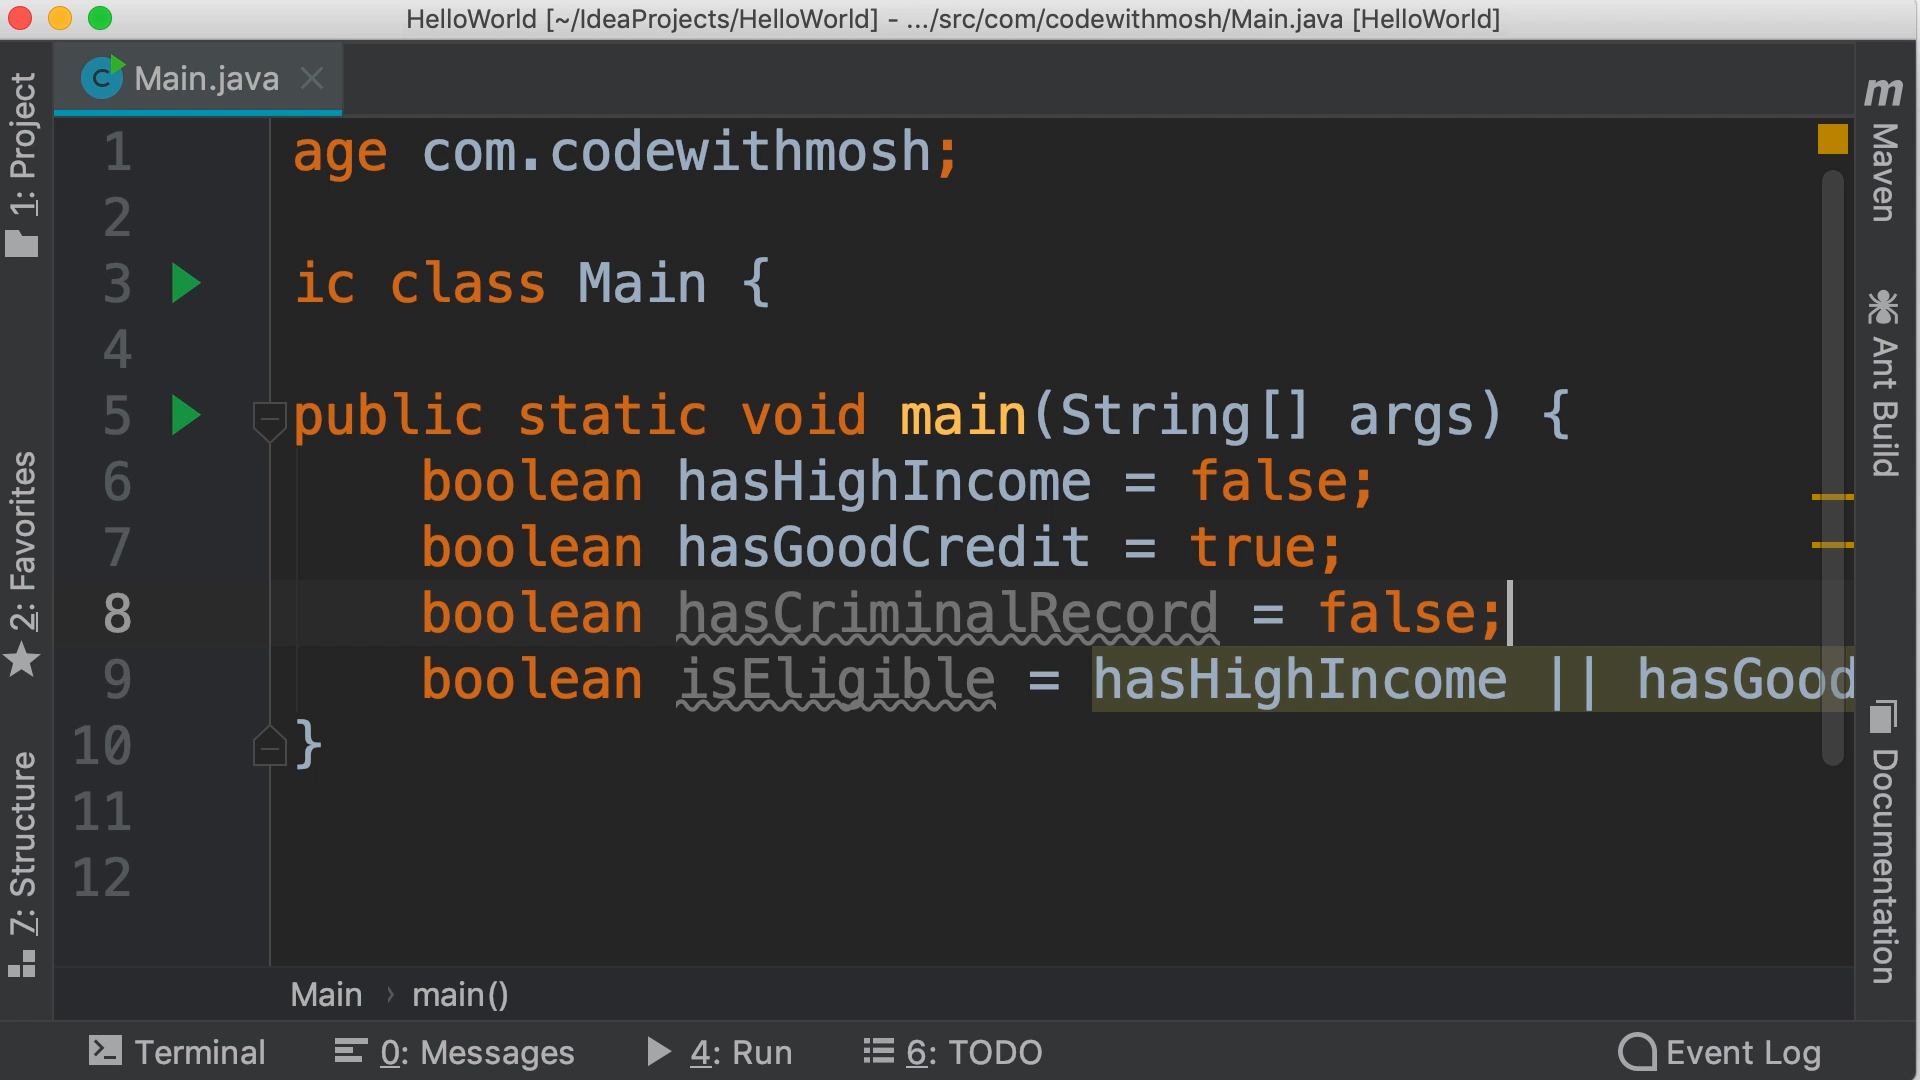 HelloWorld [~/IdeaProjects/HelloWorld] - .../src/com/codewithmosh/Main.java [HelloWorld]
Main.java
1: Project
2: Favorites
7: Structure
1 age com.codewithmosh;
2
3 ic class Main {
4
5 public static void main(String[] args) {
6 boolean hasHighIncome = false;
7 boolean hasGoodCredit = true;
8 boolean hasCriminalRecord = false;
9 boolean isEligible = hasHighIncome || hasGood
10 }
11
12
m Maven
Ant Build
Documentation
Main › main()
Terminal
0: Messages
4: Run
6: TODO
Event Log